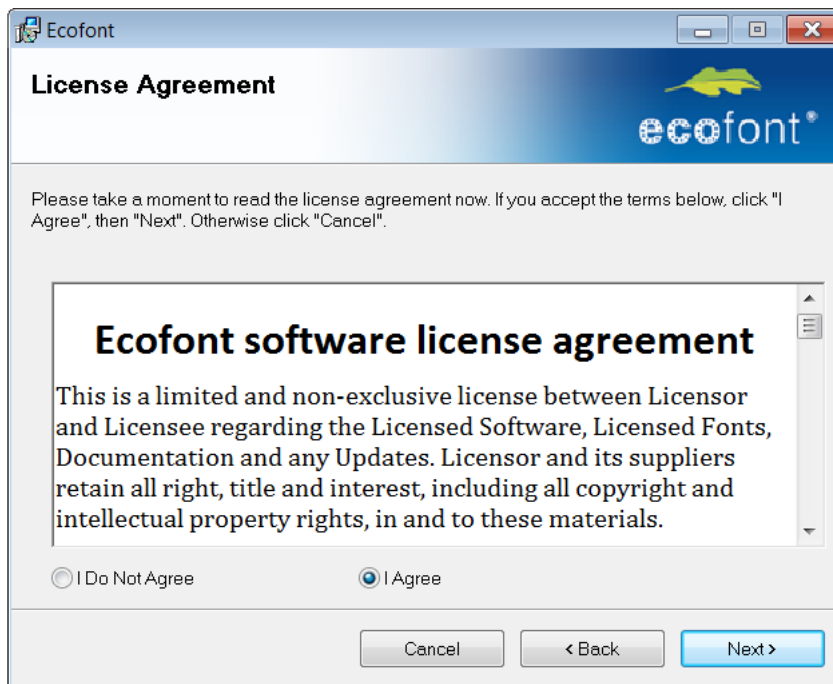 Ecofont
License Agreement
ecofont®
Please take a moment to read the license agreement now. If you accept the terms below, click "I
Agree", then "Next". Otherwise click "Cancel".
Ecofont software license agreement
This is a limited and non-exclusive license between Licensor
and Licensee regarding the Licensed Software, Licensed Fonts,
Documentation and any Updates. Licensor and its suppliers
retain all right, title and interest, including all copyright and
intellectual property rights, in and to these materials.
I Do Not Agree
I Agree
Cancel
< Back
Next >